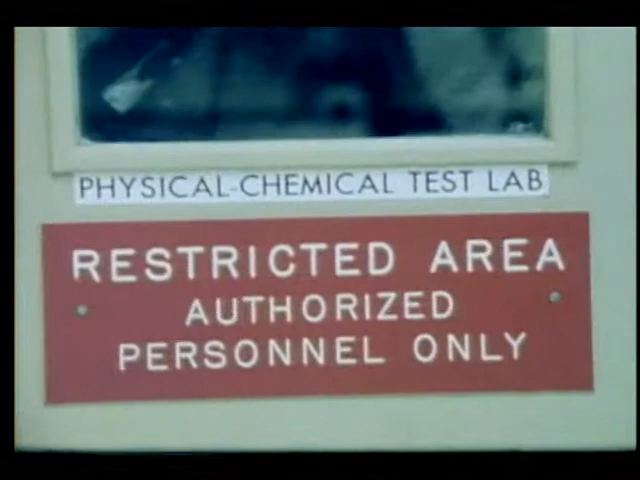 PHYSICAL-CHEMICAL TEST LAB
RESTRICTED AREA
AUTHORIZED
PERSONNEL ONLY